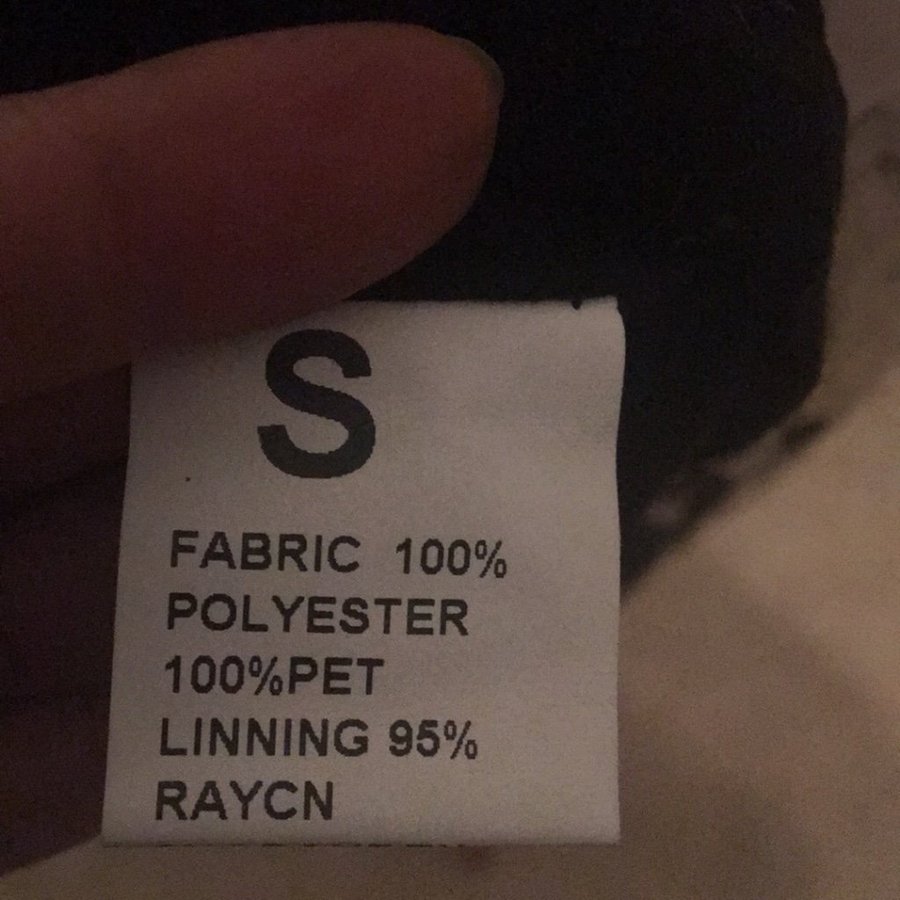 S
FABRIC 100%
POLYESTER
100%PET
LINNING 95%
RAYCN